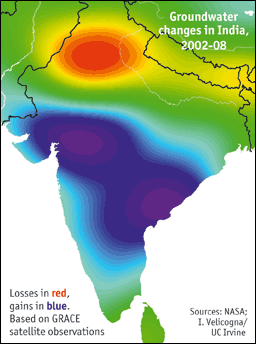 Groundwater
changes in India,
2002-08
Losses in red,
gains in blue.
Based on GRACE
satellite observations
Sources: NASA;
I. Velicogna/
UC Irvine